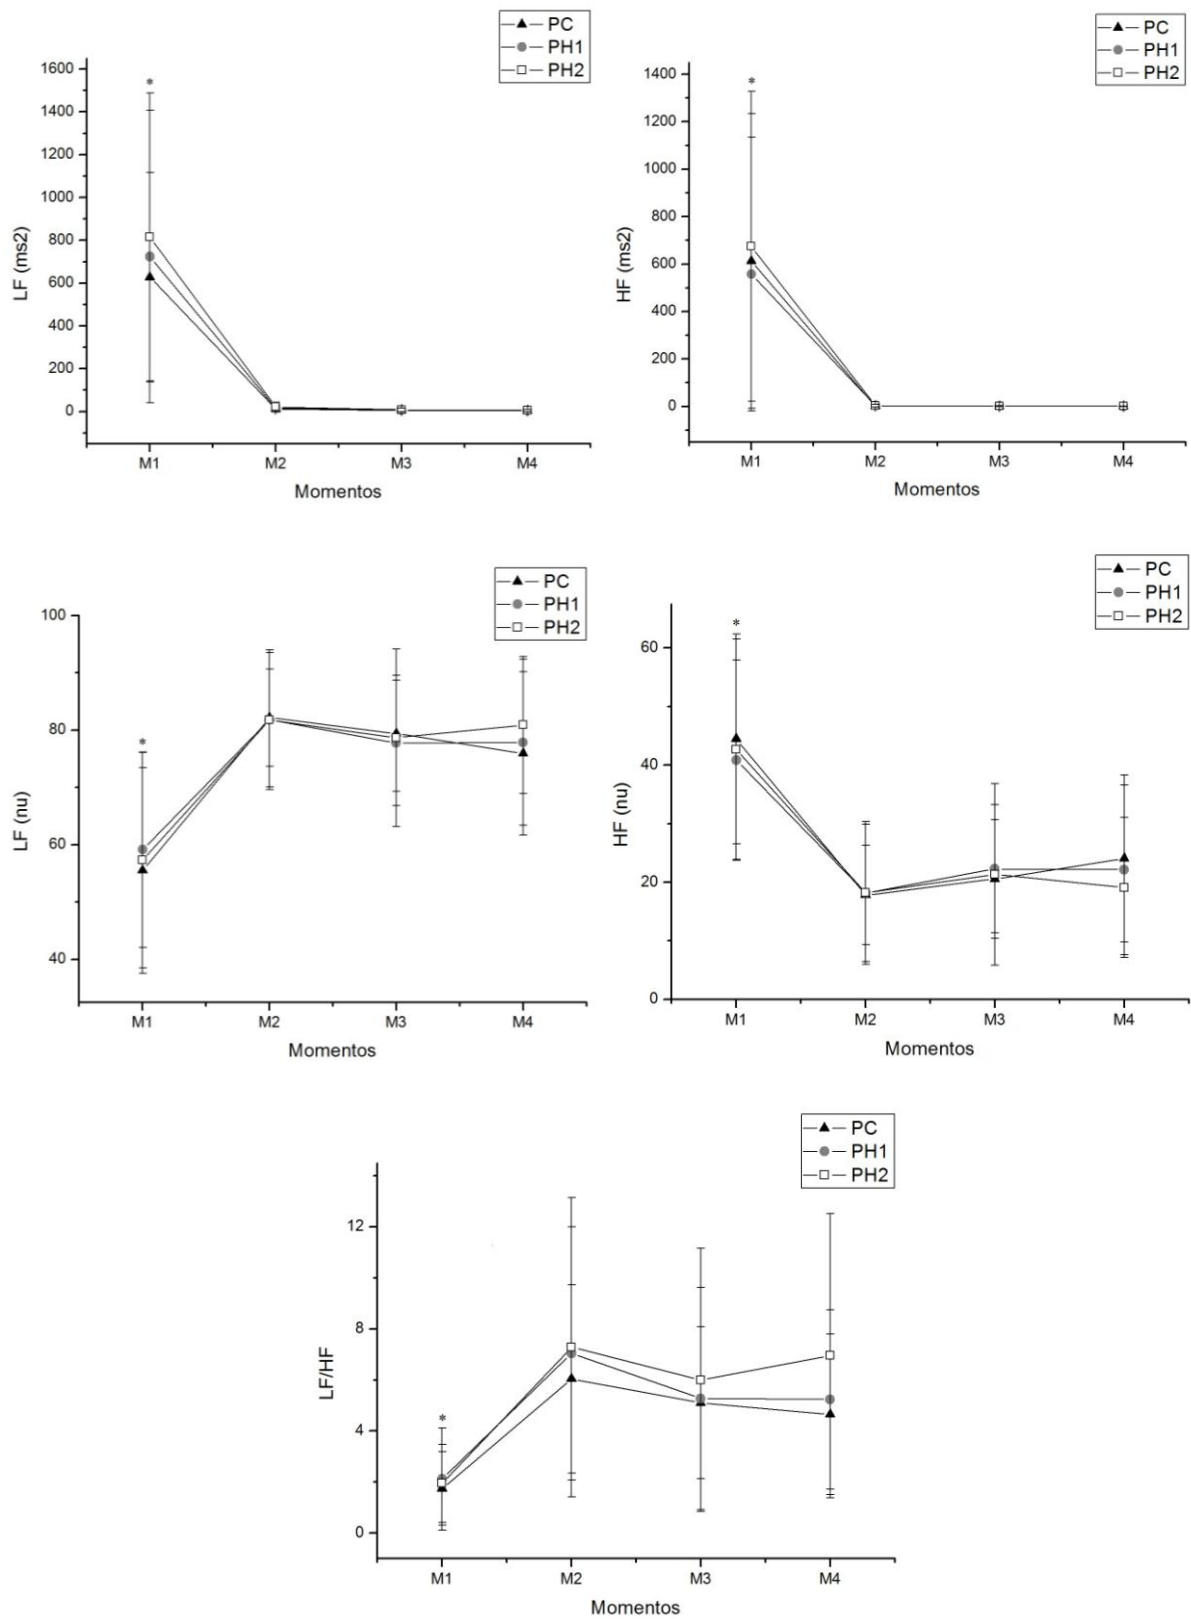 PC
PH1
PH2
1600
1400
1200
1000
800
600
400
200
0
LF (ms2)
*
M1 M2 M3 M4
Momentos
PC
PH1
PH2
1400
1200
1000
800
600
400
200
0
HF (ms2)
*
M1 M2 M3 M4
Momentos
PC
PH1
PH2
100
80
60
40
LF (nu)
*
M1 M2 M3 M4
Momentos
PC
PH1
PH2
60
40
20
0
HF (nu)
*
M1 M2 M3 M4
Momentos
PC
PH1
PH2
12
8
4
0
LF/HF
*
M1 M2 M3 M4
Momentos